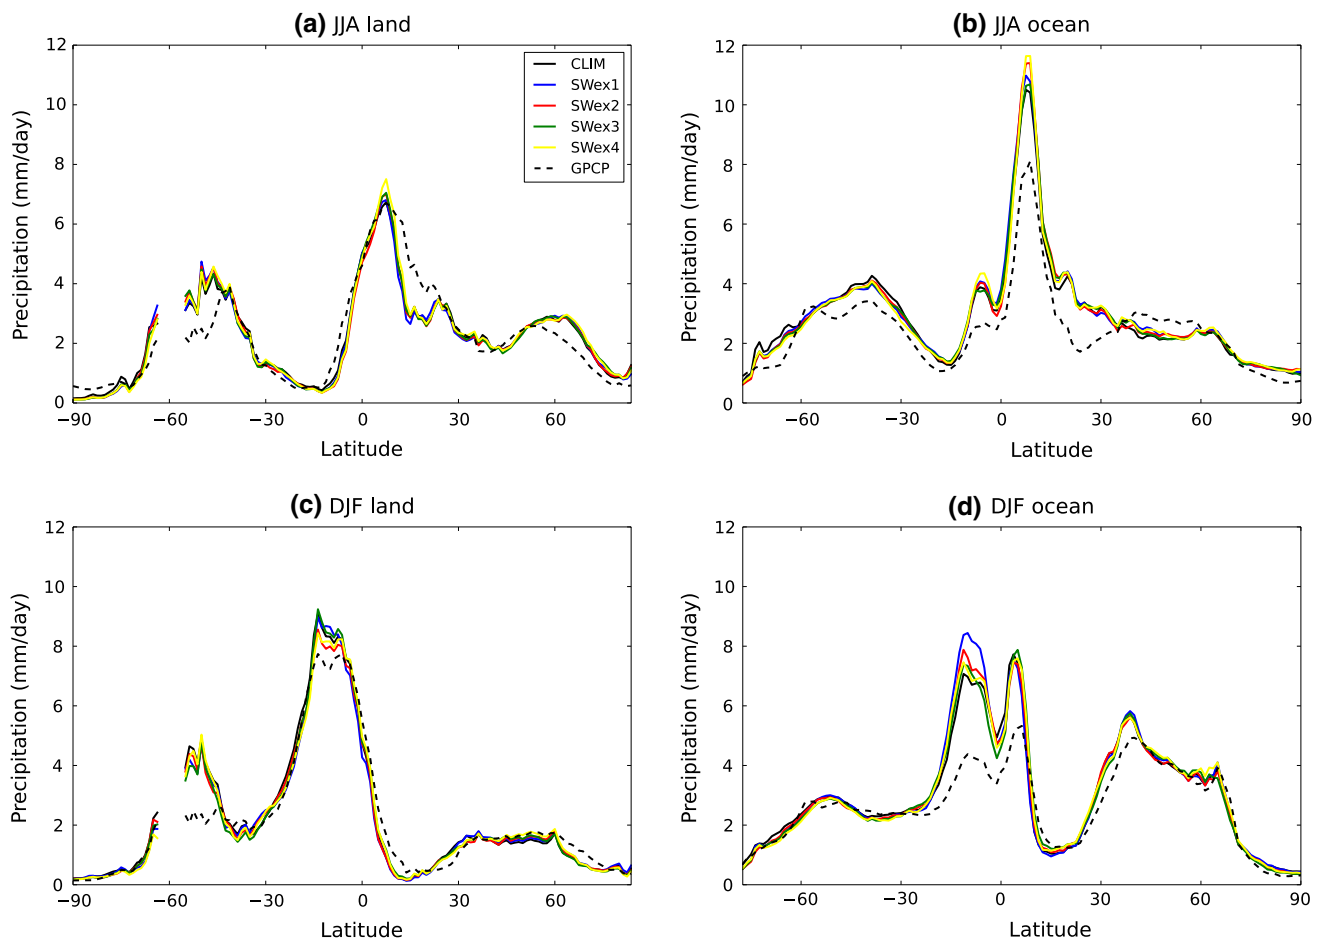 (a) JJA land
12
10
8
6
4
2
0
Precipitation (mm/day)
CLIM
SWex1
SWex2
SWex3
SWex4
GPCP
−90 −60 −30 0 30 60
Latitude
(b) JJA ocean
12
10
8
6
4
2
0
Precipitation (mm/day)
−60 −30 0 30 60 90
Latitude
(c) DJF land
12
10
8
6
4
2
0
Precipitation (mm/day)
−90 −60 −30 0 30 60
Latitude
(d) DJF ocean
12
10
8
6
4
2
0
Precipitation (mm/day)
−60 −30 0 30 60 90
Latitude